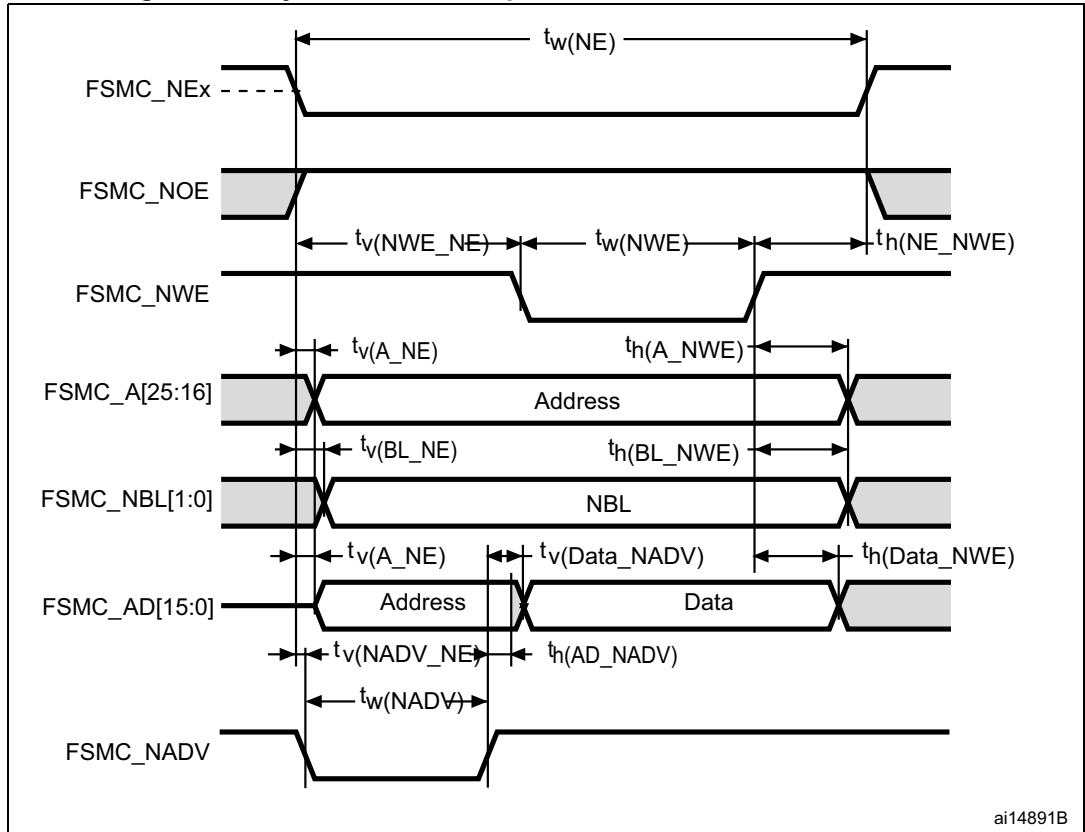 tw(NE)
FSMC_NEx
FSMC_NOE
tv(NWE_NE)
tw(NWE)
th(NE_NWE)
FSMC_NWE
tv(A_NE)
th(A_NWE)
FSMC_A[25:16]
Address
tv(BL_NE)
th(BL_NWE)
FSMC_NBL[1:0]
NBL
tv(A_NE)
tv(Data_NADV)
th(Data_NWE)
FSMC_AD[15:0]
Address
Data
tv(NADV_NE)
th(AD_NADV)
tw(NADV)
FSMC_NADV
ai14891B